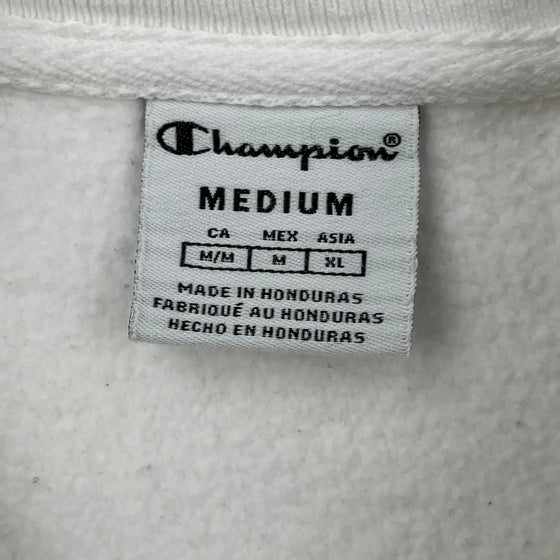 Champion®
MEDIUM
CA MEX ASIA
M/M M XL
MADE IN HONDURAS
FABRIQUÉ AU HONDURAS
HECHO EN HONDURAS